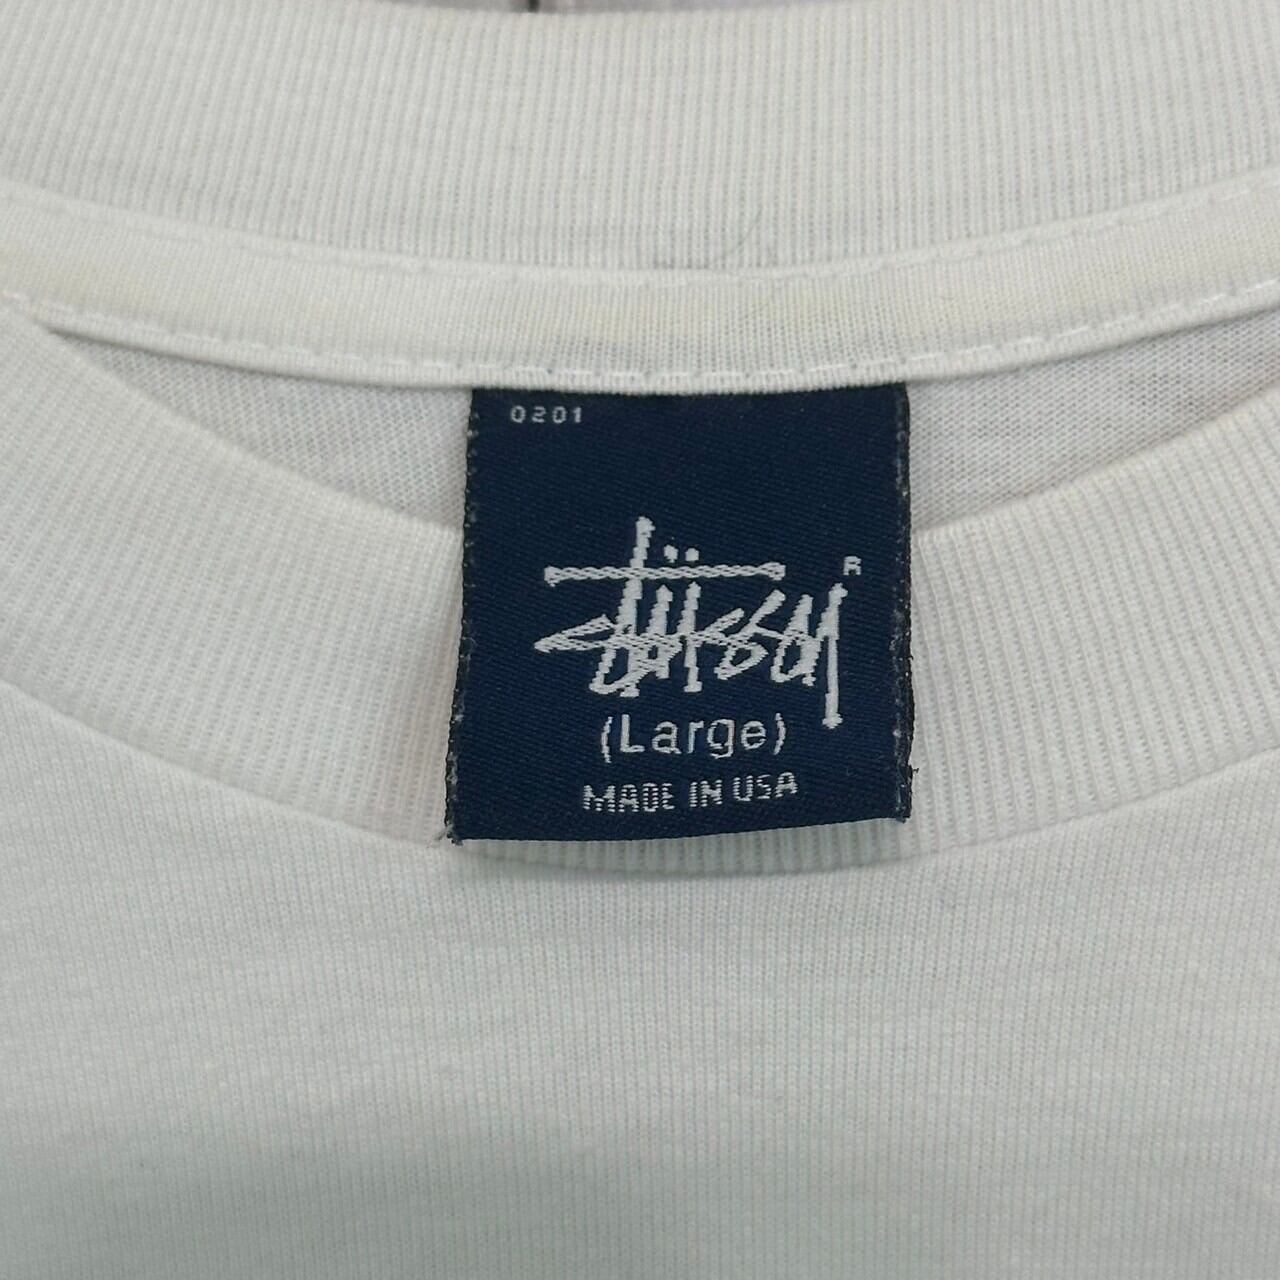 0201
Stüssy
R
(Large)
MADE IN USA